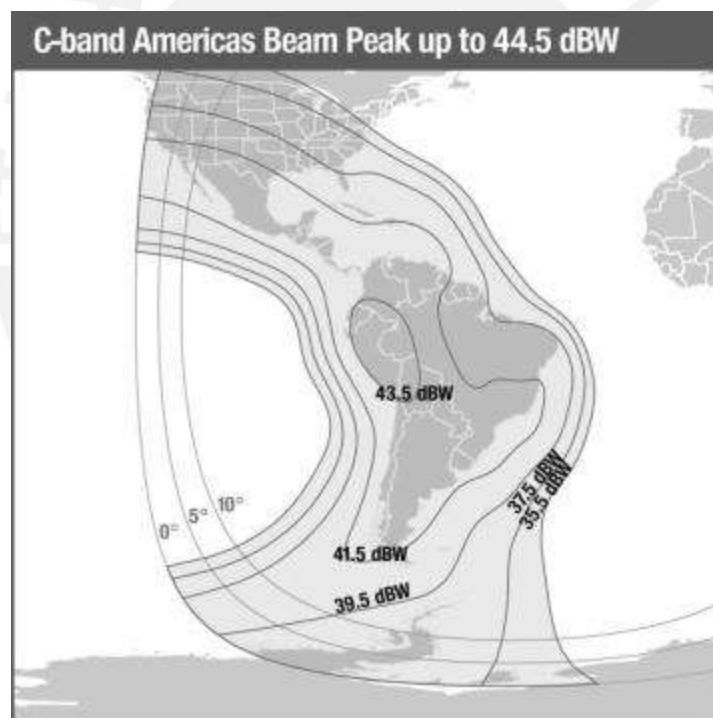 C-band Americas Beam Peak up to 44.5 dBW
43.5 dBW
37.5 dBW
35.5 dBW
0° 5° 10°
41.5 dBW
39.5 dBW